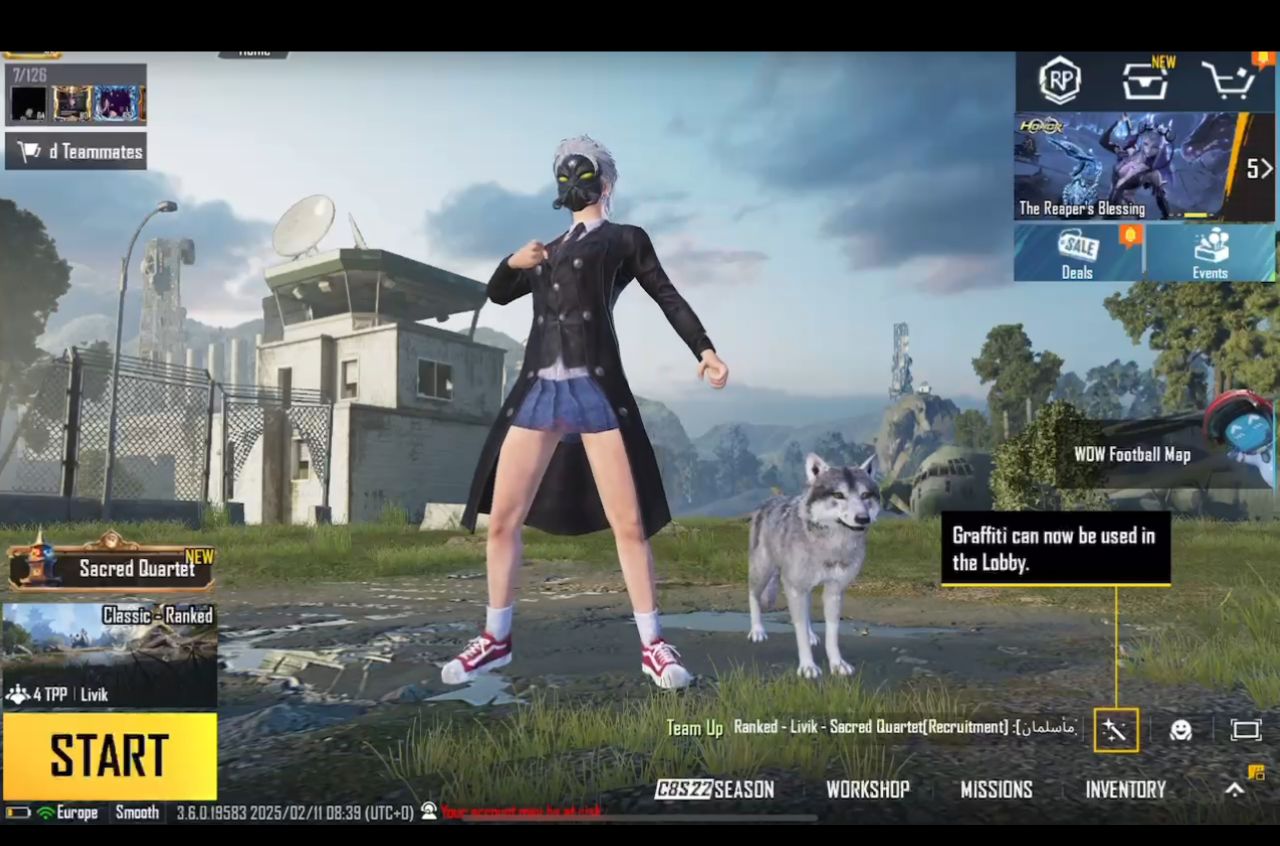 Home
7/126
d Teammates
RP
NEW
HONOR
The Reaper's Blessing
5
SALE
Deals
Events
WOW Football Map
Graffiti can now be used in
the Lobby.
Sacred Quartet
NEW
Classic - Ranked
4 TPP | Livik
START
Team Up Ranked - Livik - Sacred Quartet[Recruitment] :[مأسلمان
C8S22 SEASON
WORKSHOP
MISSIONS
INVENTORY
Europe
Smooth
3.6.0.19583 2025/02/11 08:39 (UTC+0)
Your account may be at risk.